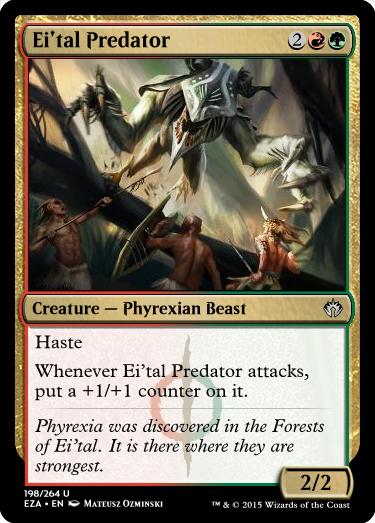 Ei'tal Predator 2
Creature — Phyrexian Beast
Haste
Whenever Ei'tal Predator attacks,
put a +1/+1 counter on it.
Phyrexia was discovered in the Forests
of Ei'tal. It is there where they are
strongest.
2/2
198/264 U
EZA • EN Mateusz Ozminski
™ & © 2015 Wizards of the Coast